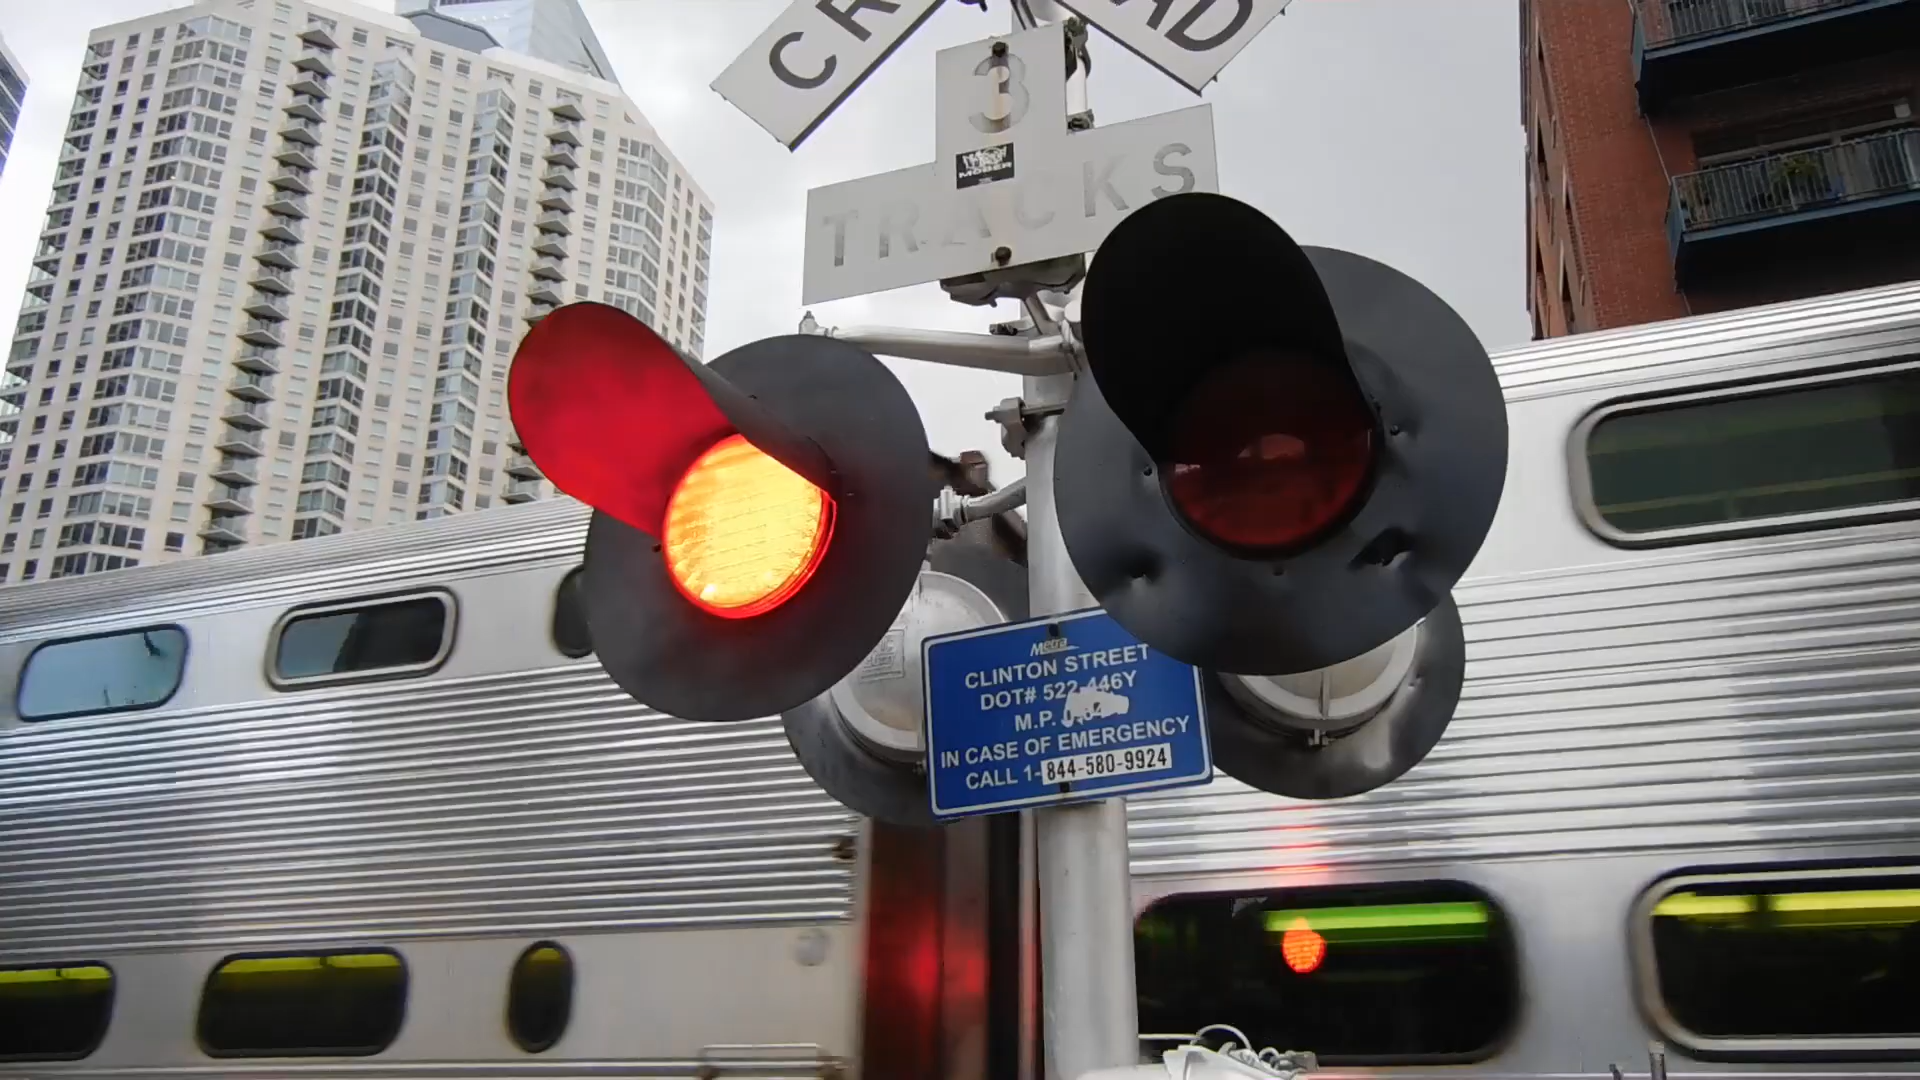 CR
AD
3
TRACKS
Metra
CLINTON STREET
DOT# 522 446Y
M.P.
IN CASE OF EMERGENCY
CALL 1-844-580-9924